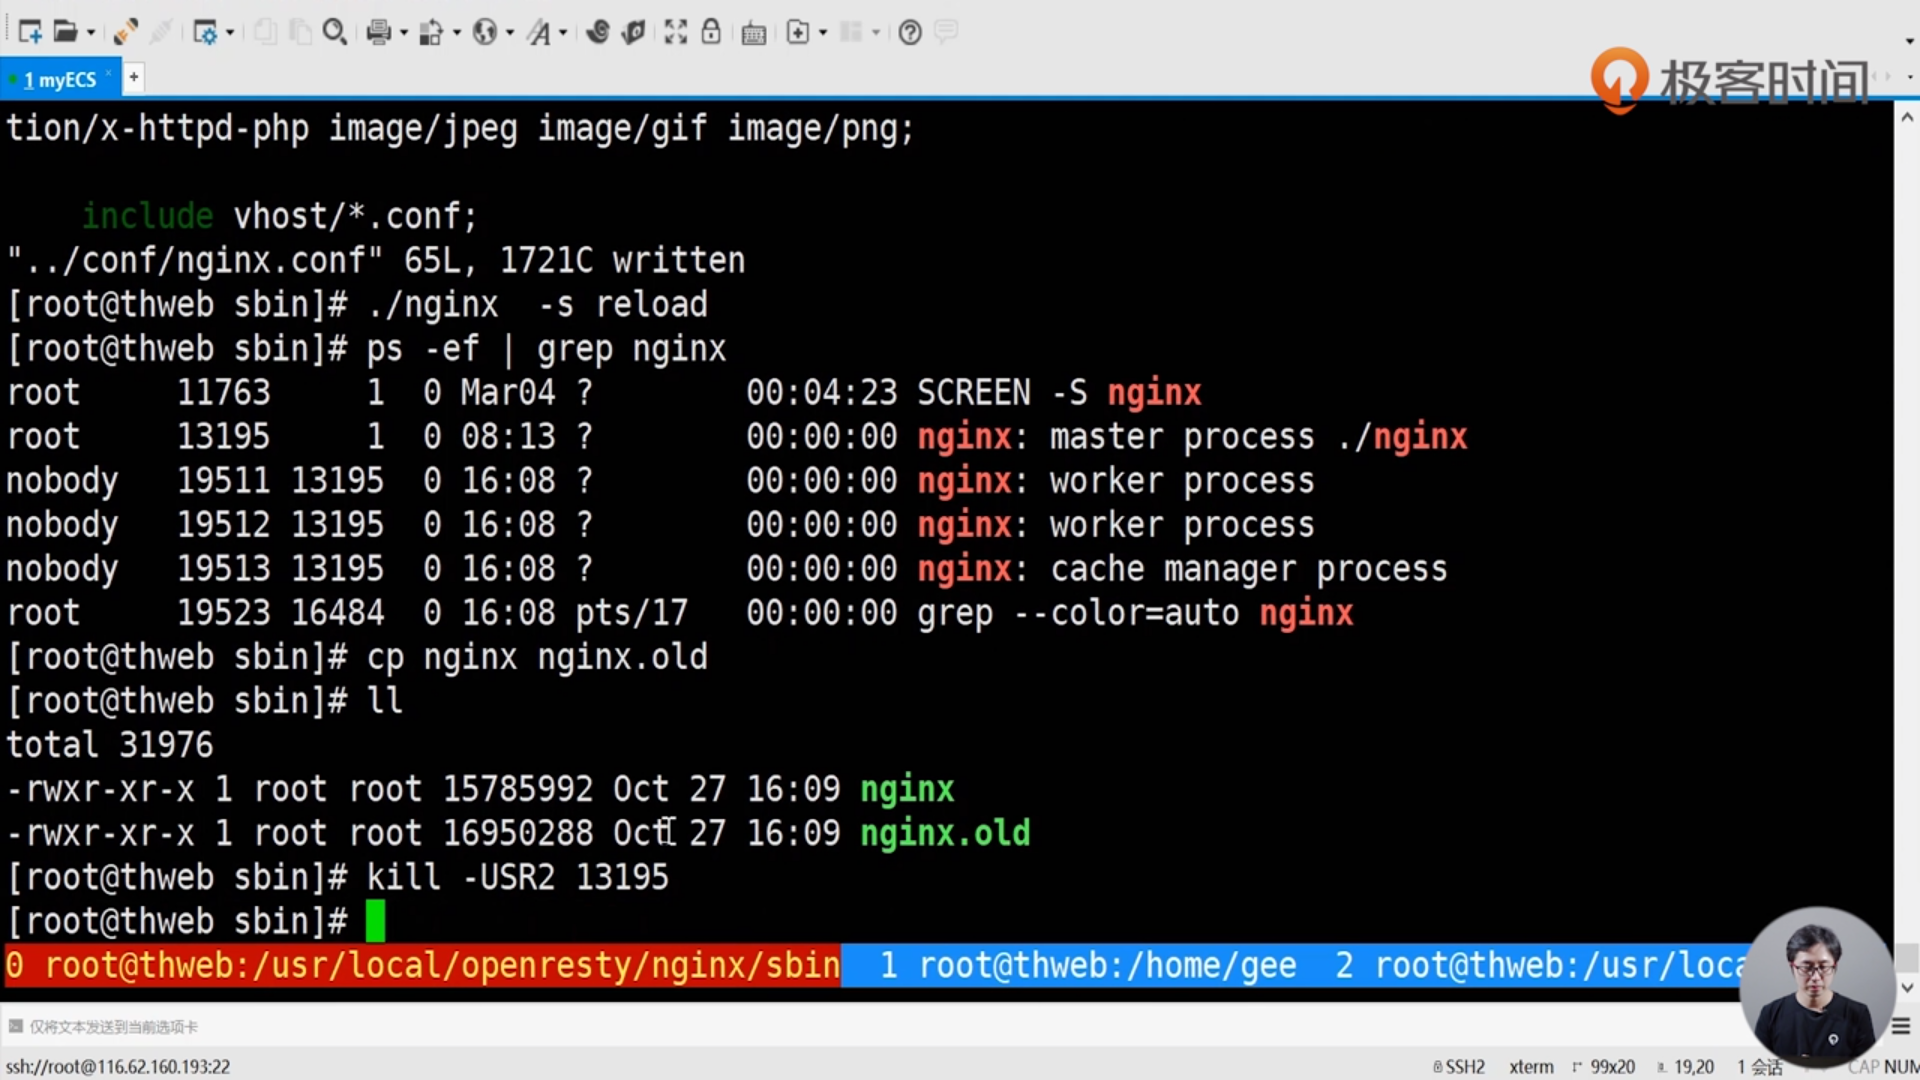 1 myECS
极客时间
tion/x-httpd-php image/jpeg image/gif image/png;
include vhost/*.conf;
"../conf/nginx.conf" 65L, 1721C written
[root@thweb sbin]# ./nginx  -s reload
[root@thweb sbin]# ps -ef | grep nginx
root     11763     1  0 Mar04 ?        00:04:23 SCREEN -S nginx
root     13195     1  0 08:13 ?        00:00:00 nginx: master process ./nginx
nobody   19511 13195  0 16:08 ?        00:00:00 nginx: worker process
nobody   19512 13195  0 16:08 ?        00:00:00 nginx: worker process
nobody   19513 13195  0 16:08 ?        00:00:00 nginx: cache manager process
root     19523 16484  0 16:08 pts/17   00:00:00 grep --color=auto nginx
[root@thweb sbin]# cp nginx nginx.old
[root@thweb sbin]# ll
total 31976
-rwxr-xr-x 1 root root 15785992 Oct 27 16:09 nginx
-rwxr-xr-x 1 root root 16950288 Oct 27 16:09 nginx.old
[root@thweb sbin]# kill -USR2 13195
[root@thweb sbin]#
0 root@thweb:/usr/local/openresty/nginx/sbin  1 root@thweb:/home/gee  2 root@thweb:/usr/loca
仅将文本发送到当前选项卡
ssh://root@116.62.160.193:22 SSH2 xterm 99x20 19,20 1 会话 CAP NUM